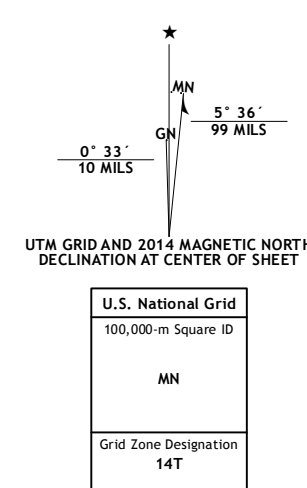 ★
MN
5° 36´
99 MILS
GN
0° 33´
10 MILS
UTM GRID AND 2014 MAGNETIC NORTH
DECLINATION AT CENTER OF SHEET
U.S. National Grid
100,000-m Square ID
MN
Grid Zone Designation
14T